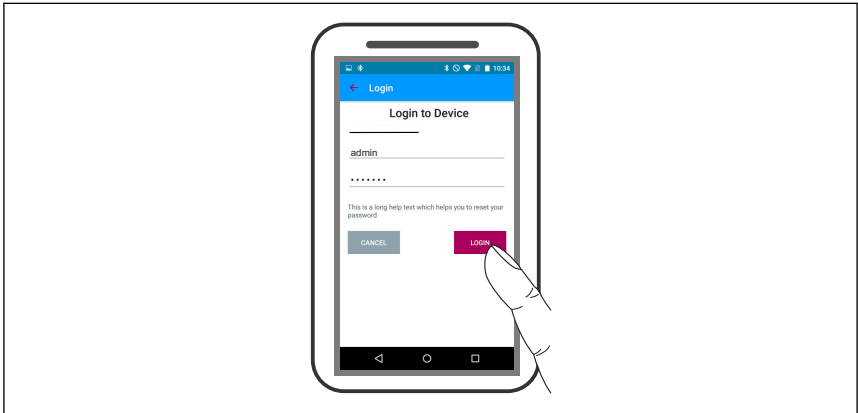 10:34
Login
Login to Device
admin
•••••••
This is a long help text which helps you to reset your
password
CANCEL
LOGIN